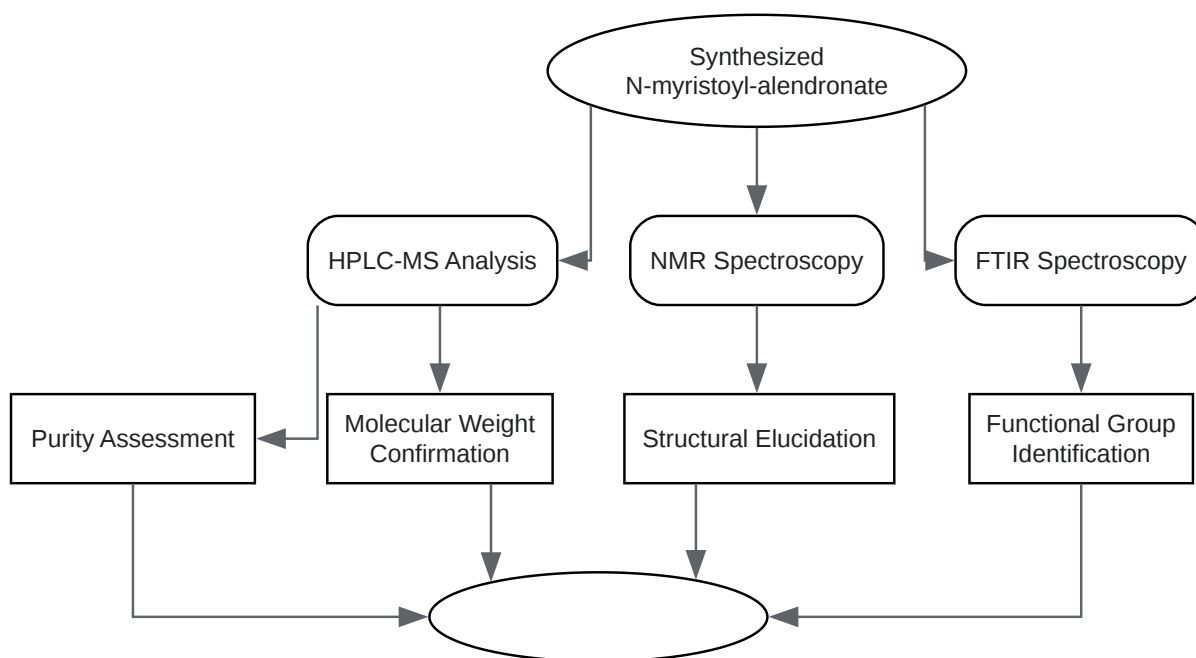 Synthesized
N-myristoyl-alendronate
HPLC-MS Analysis
NMR Spectroscopy
FTIR Spectroscopy
Purity Assessment
Molecular Weight
Confirmation
Structural Elucidation
Functional Group
Identification